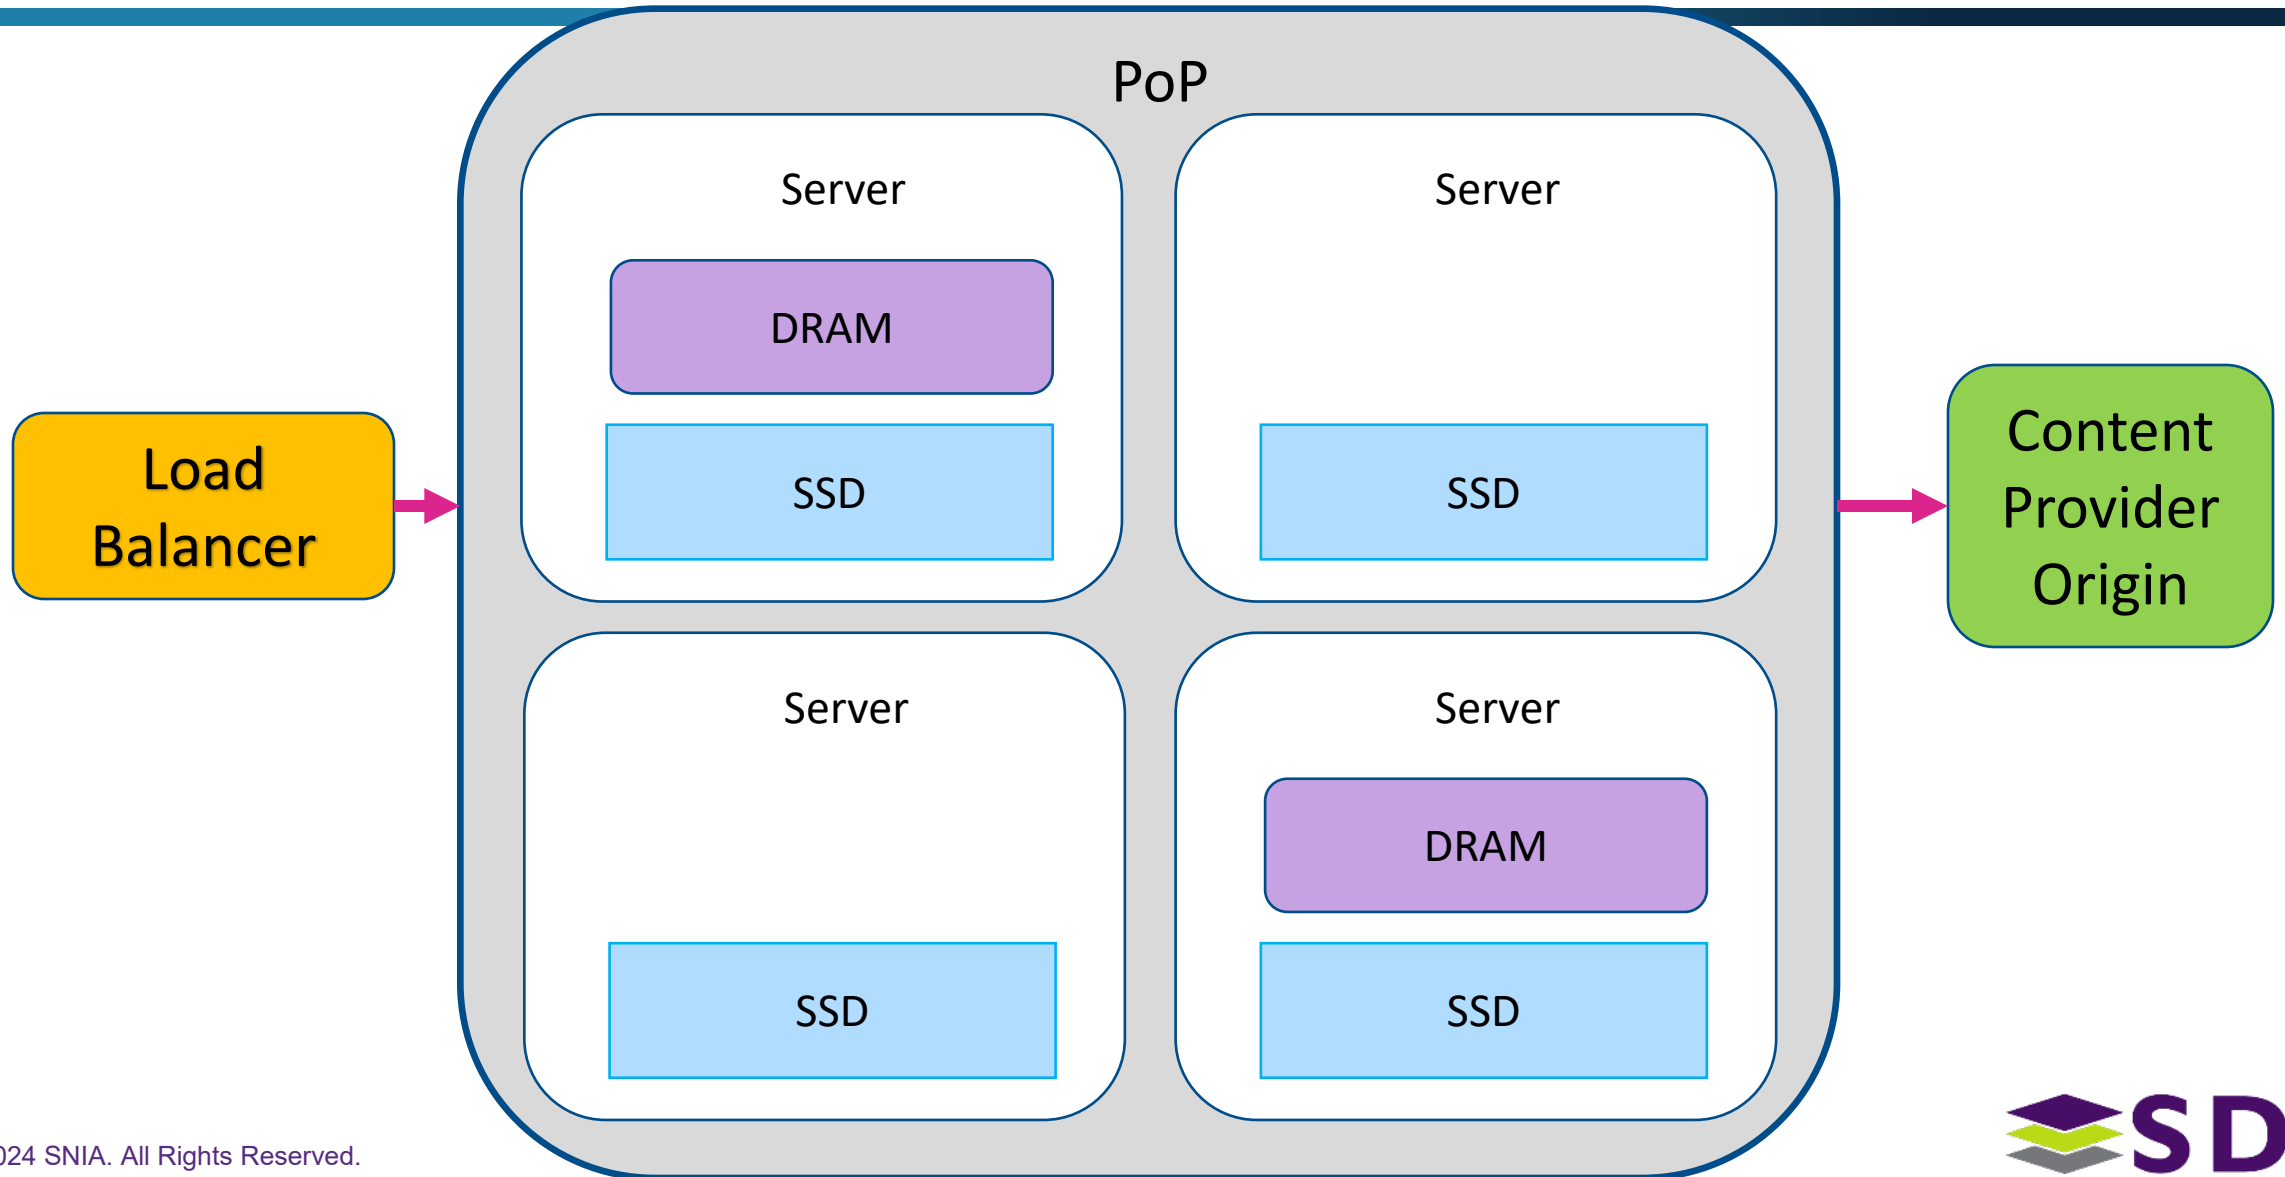 PoP
Server
DRAM
SSD
Server
SSD
Load
Balancer
Content
Provider
Origin
Server
SSD
Server
DRAM
SSD
024 SNIA. All Rights Reserved.
SD